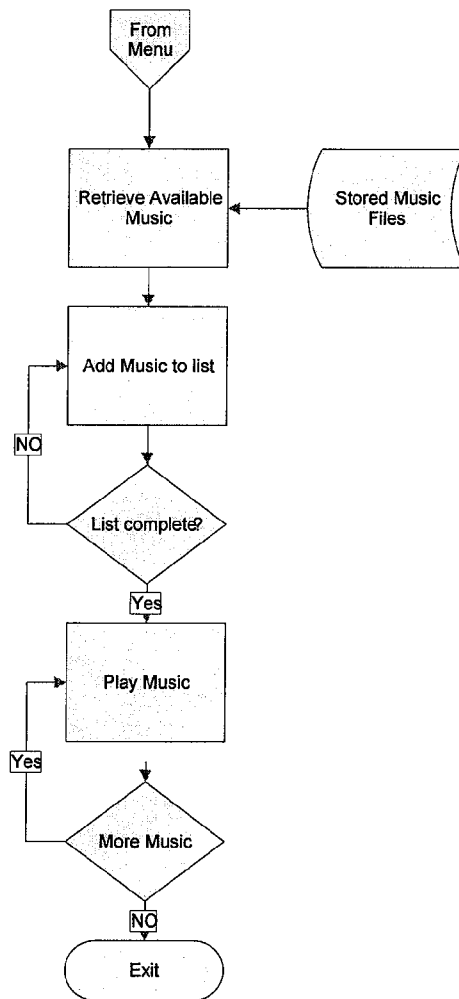 From
Menu
Retrieve Available
Music
Stored Music
Files
Add Music to list
NO
List complete?
Yes
Play Music
Yes
More Music
NO
Exit